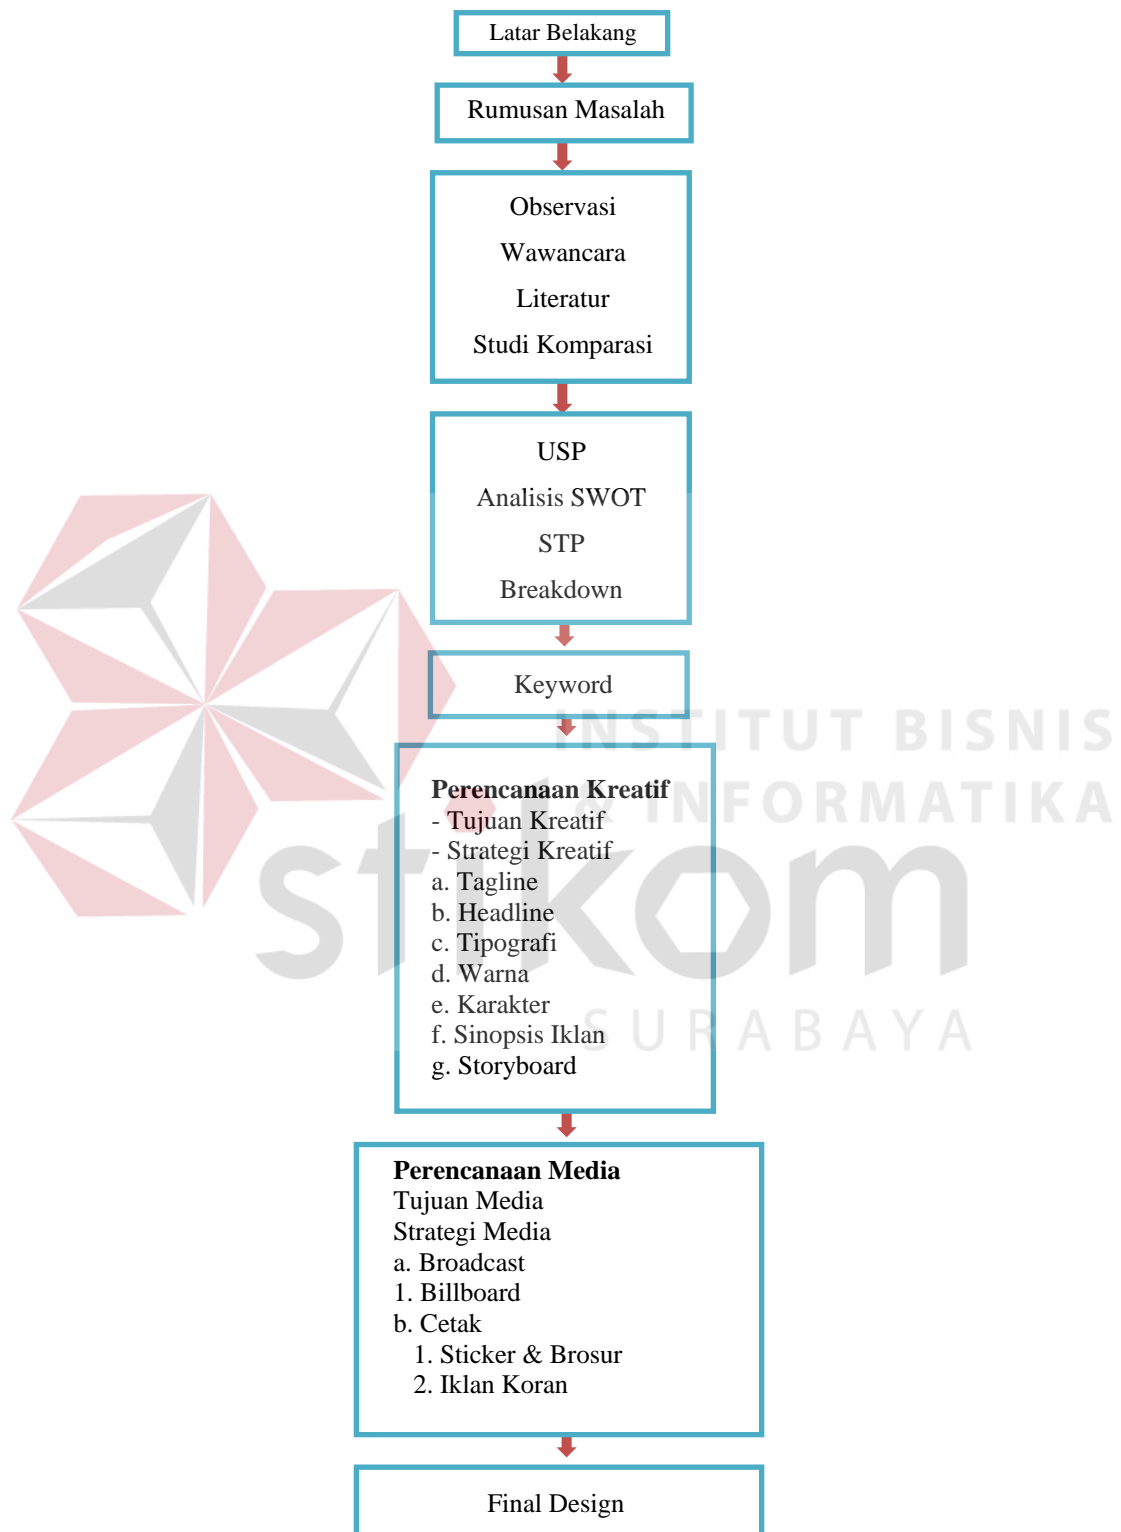 Latar Belakang
Rumusan Masalah
Observasi
Wawancara
Literatur
Studi Komparasi
USP
Analisis SWOT
STP
Breakdown
Keyword
INSTITUT BISNIS
& INFORMATIKA
stikom
SURABAYA
Perencanaan Kreatif
- Tujuan Kreatif
- Strategi Kreatif
a. Tagline
b. Headline
c. Tipografi
d. Warna
e. Karakter
f. Sinopsis Iklan
g. Storyboard
Perencanaan Media
Tujuan Media
Strategi Media
a. Broadcast
1. Billboard
b. Cetak
1. Sticker & Brosur
2. Iklan Koran
Final Design